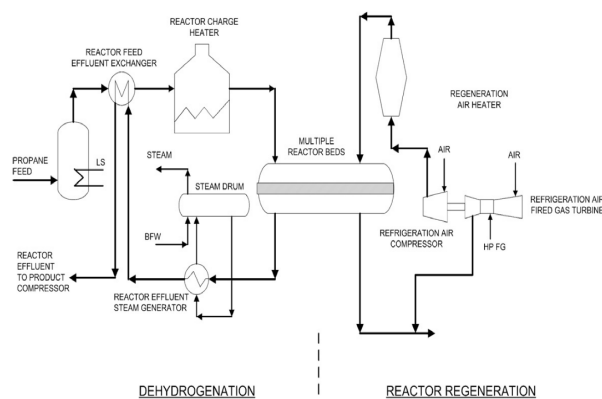 REACTOR CHARGE
HEATER
REACTOR FEED
EFFLUENT EXCHANGER
REGENERATION
AIR HEATER
PROPANE
FEED
LS
STEAM
STEAM DRUM
BFW
MULTIPLE
REACTOR BEDS
AIR
AIR
REFRIGERATION AIR
FIRED GAS TURBINE
REFRIGERATION AIR
COMPRESSOR
HP FG
REACTOR
EFFLUENT
TO PRODUCT
COMPRESSOR
REACTOR EFFLUENT
STEAM GENERATOR
DEHYDROGENATION
REACTOR REGENERATION